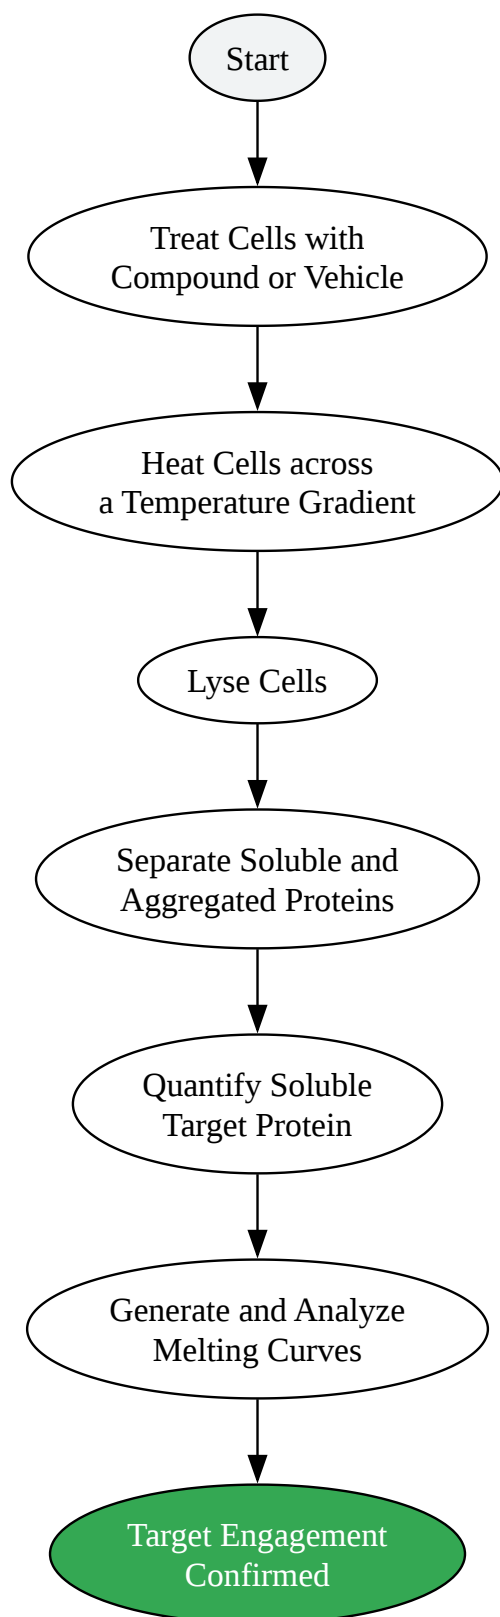 Start
Treat Cells with
Compound or Vehicle
Heat Cells across
a Temperature Gradient
Lyse Cells
Separate Soluble and
Aggregated Proteins
Quantify Soluble
Target Protein
Generate and Analyze
Melting Curves
Target Engagement
Confirmed